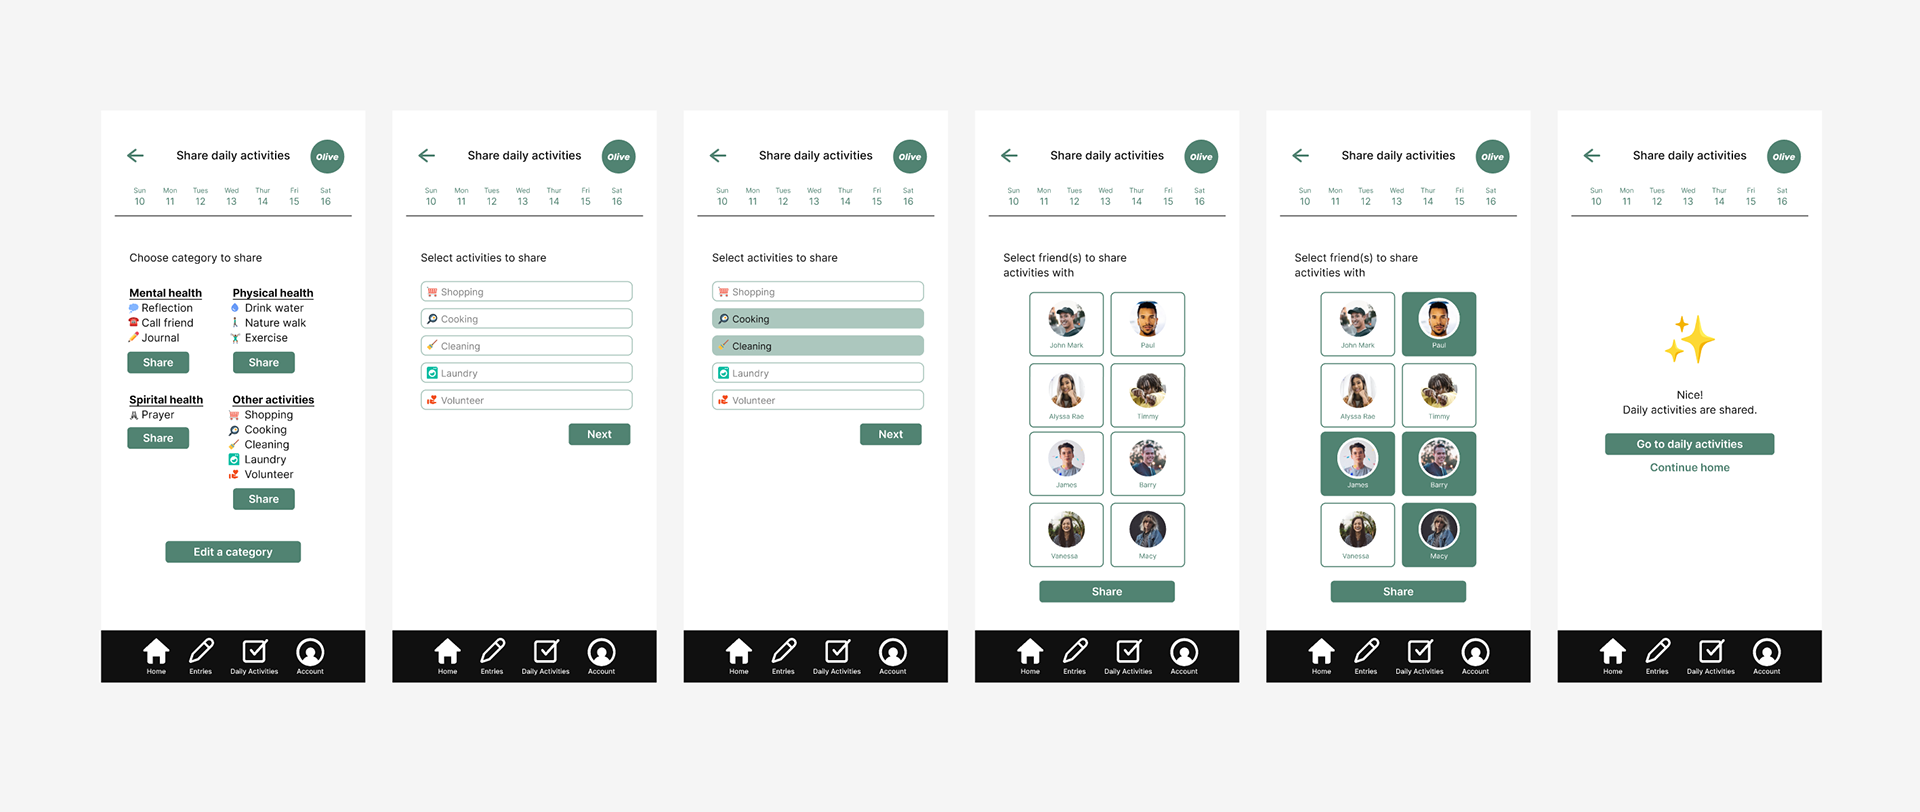 Share daily activities
Olive
Sun Mon Tues Wed Thur Fri Sat
10 11 12 13 14 15 16
Choose category to share
Mental health
Reflection
Call friend
Journal
Share
Physical health
Drink water
Nature walk
Exercise
Share
Spirital health
Prayer
Share
Other activities
Shopping
Cooking
Cleaning
Laundry
Volunteer
Share
Edit a category
Home Entries Daily Activities Account
Share daily activities
Olive
Sun Mon Tues Wed Thur Fri Sat
10 11 12 13 14 15 16
Select activities to share
Shopping
Cooking
Cleaning
Laundry
Volunteer
Next
Home Entries Daily Activities Account
Share daily activities
Olive
Sun Mon Tues Wed Thur Fri Sat
10 11 12 13 14 15 16
Select activities to share
Shopping
Cooking
Cleaning
Laundry
Volunteer
Next
Home Entries Daily Activities Account
Share daily activities
Olive
Sun Mon Tues Wed Thur Fri Sat
10 11 12 13 14 15 16
Select friend(s) to share
activities with
John Mark Paul
Alyssa Rae Timmy
James Barry
Vanessa Macy
Share
Home Entries Daily Activities Account
Share daily activities
Olive
Sun Mon Tues Wed Thur Fri Sat
10 11 12 13 14 15 16
Select friend(s) to share
activities with
John Mark Paul
Alyssa Rae Timmy
James Barry
Vanessa Macy
Share
Home Entries Daily Activities Account
Share daily activities
Olive
Sun Mon Tues Wed Thur Fri Sat
10 11 12 13 14 15 16
Nice!
Daily activities are shared.
Go to daily activities
Continue home
Home Entries Daily Activities Account